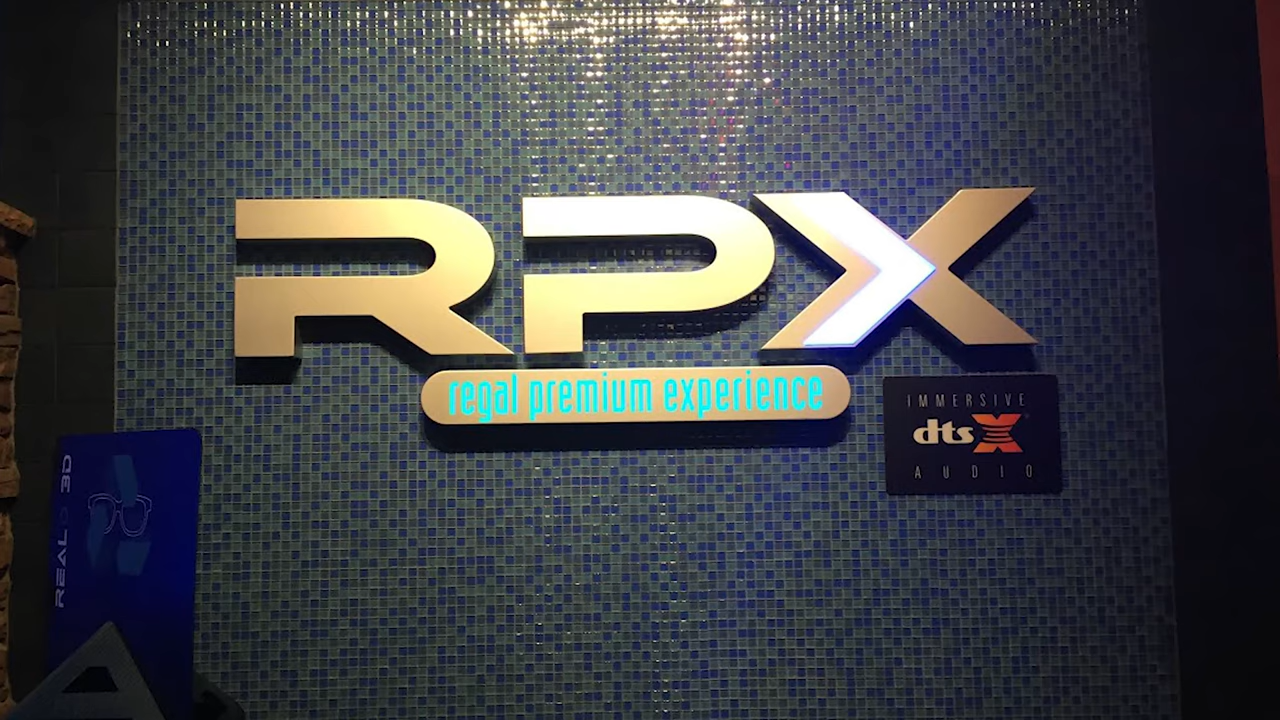 RPX
regal premium experience
IMMERSIVE
dts X
AUDIO
REAL D 3D